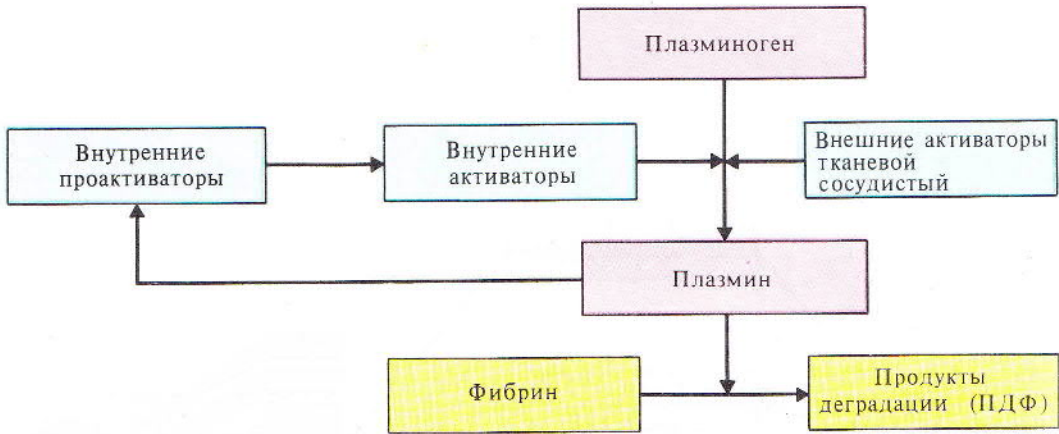 Плазминоген
Внутренние
проактиваторы
Внутренние
активаторы
Внешние активаторы
тканевой
сосудистый
Плазмин
Фибрин
Продукты
деградации (ПДФ)